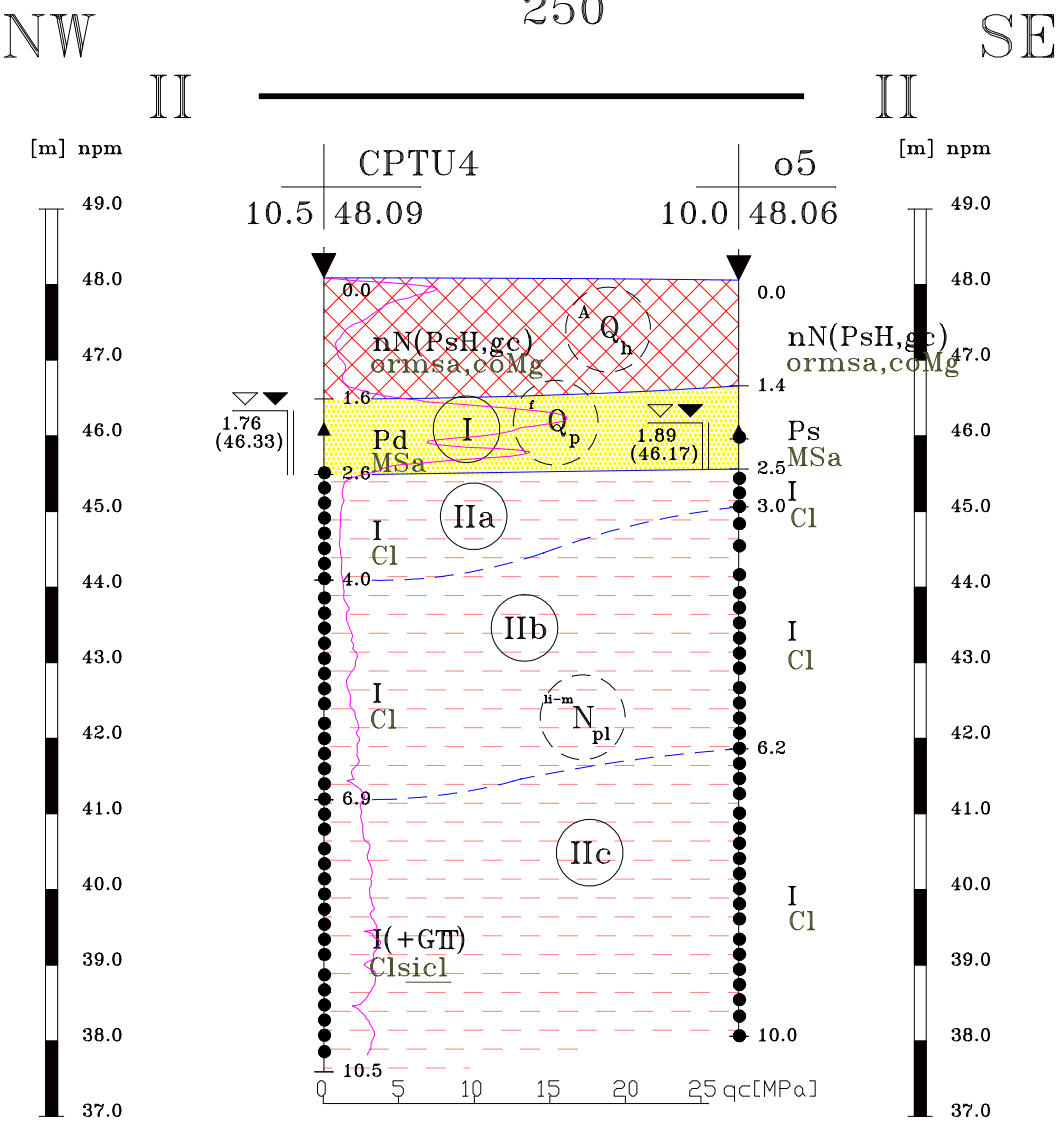 250
NW SE
II II
[m] npm [m] npm
CPTU4 o5
49.0 10.5 48.09 10.0 48.06 49.0
48.0 0.0 0.0 48.0
A Q h
47.0 nN(PsH,gc) nN(PsH,gc) 47.0
ormsa,coMg ormsa,coMg
1.6 1.4
1.76 (46.33) I f Q p 1.89 (46.17)
46.0 Pd Ps 46.0
MSa MSa
2.6 2.5
45.0 IIa 3.0 I 45.0
I Cl
Cl
44.0 4.0 44.0
IIb I
43.0 Cl 43.0
I li-m N pl
Cl
42.0 6.2 42.0
41.0 6.9 41.0
IIc
40.0 I 40.0
Cl
I(+Gπ)
39.0 Clsicl 39.0
38.0 10.0 38.0
10.5
0 5 10 15 20 25 qc[MPa]
37.0 37.0